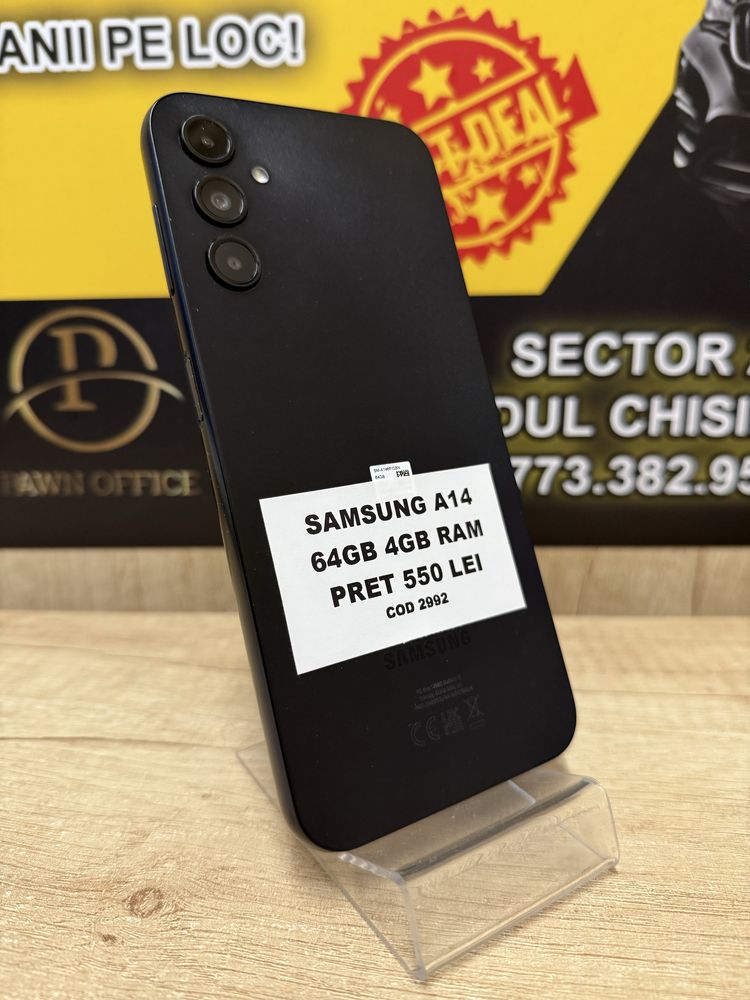 ANII PE LOC!
DEAL
P
PAWN OFFICE
SECTOR
DUL CHISI
773.382.95
SAMSUNG A14
64GB 4GB RAM
PRET 550 LEI
COD 2992
SAMSUNG